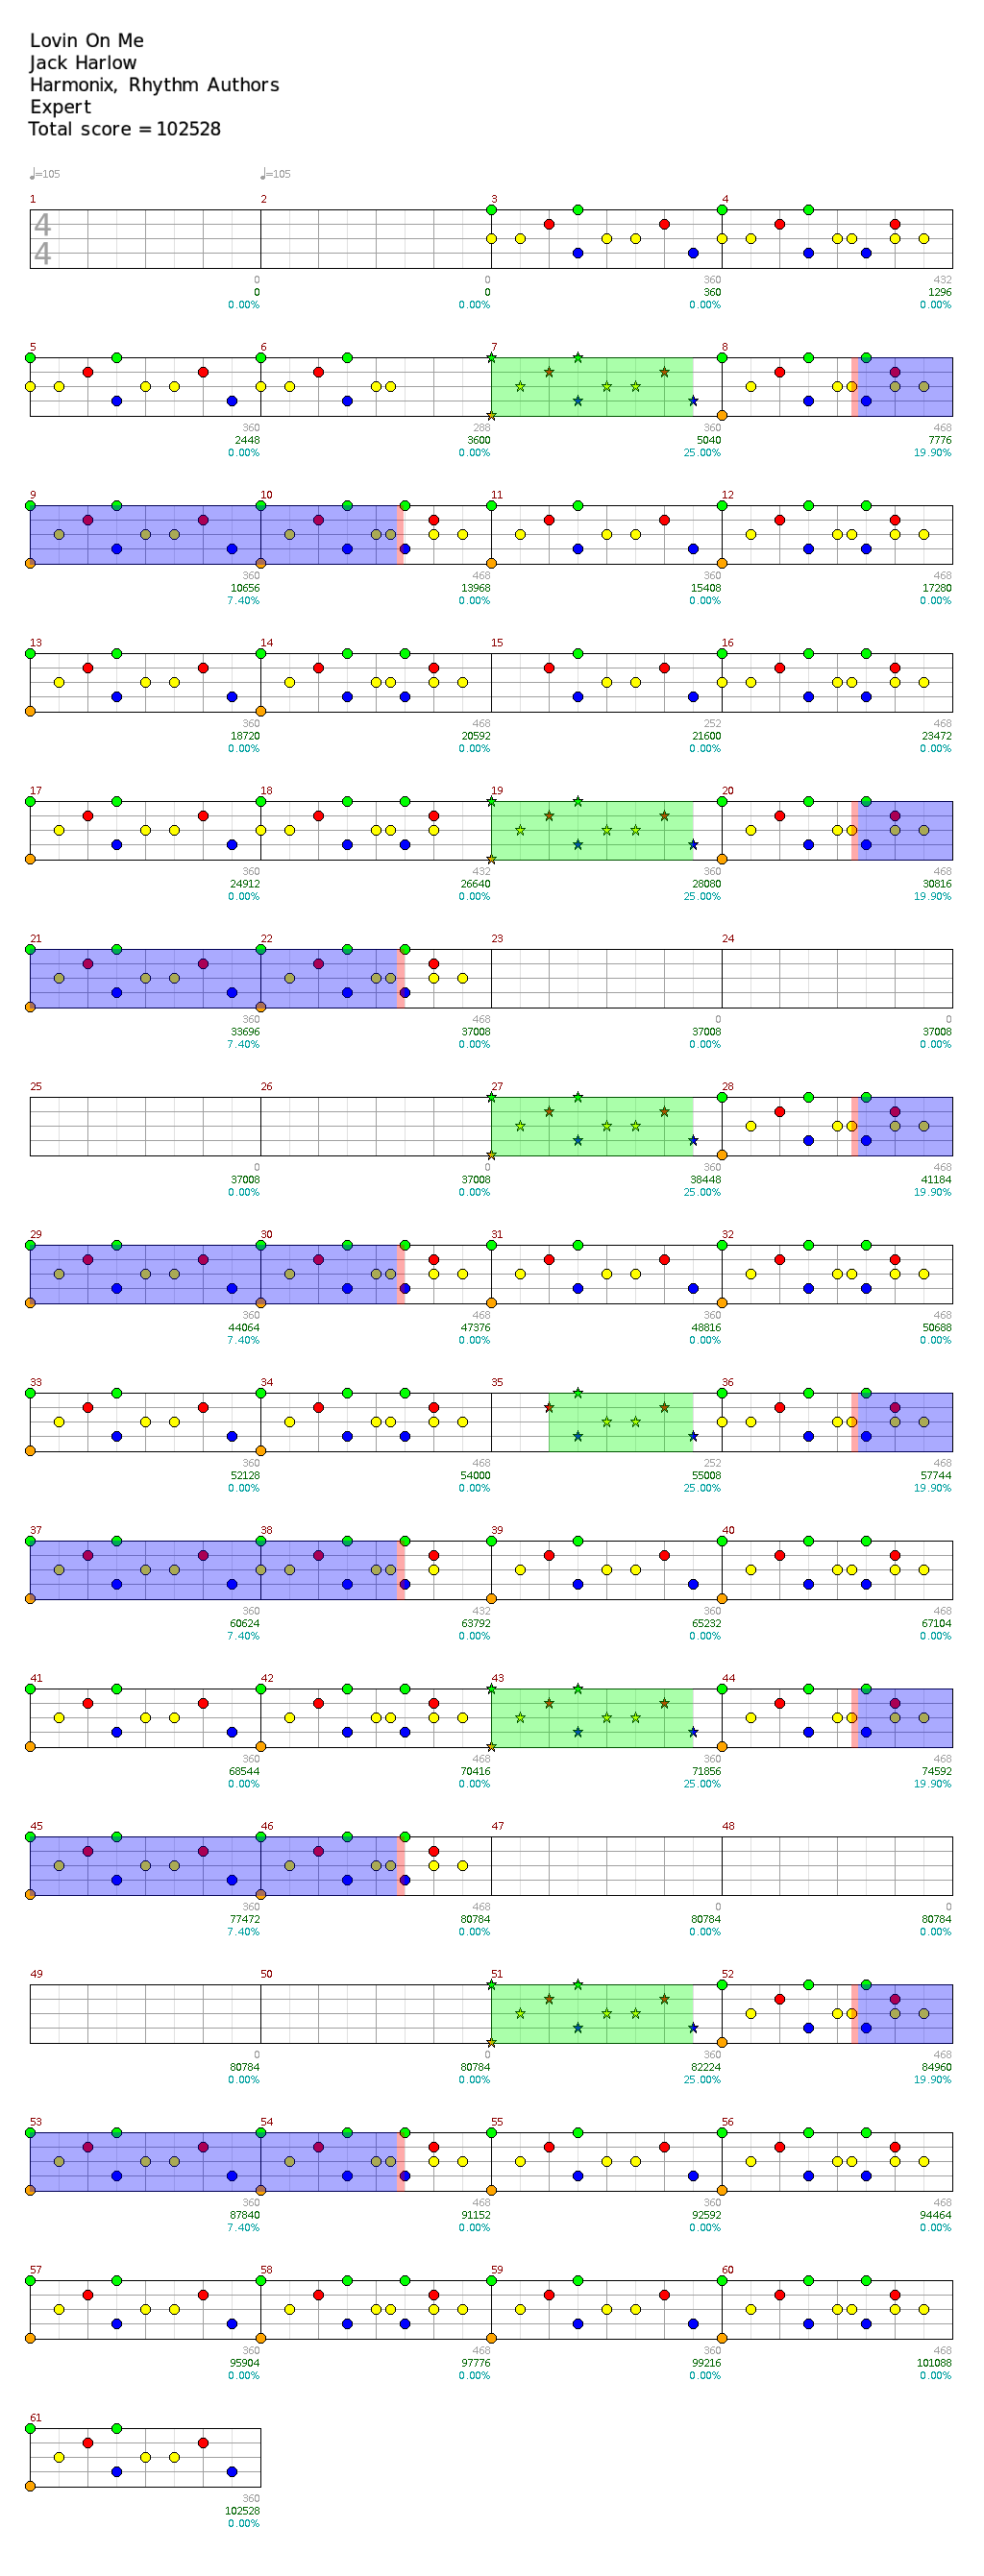 Lovin On Me
Jack Harlow
Harmonix, Rhythm Authors
Expert
Total score = 102528
♩=105 ♩=105
1 2 3 4
4
4
0 0 360 432
0 0 360 1296
0.00% 0.00% 0.00% 0.00%
5 6 7 8
360 288 360 468
2448 3600 5040 7776
0.00% 0.00% 25.00% 19.90%
9 10 11 12
360 468 360 468
10656 13968 15408 17280
7.40% 0.00% 0.00% 0.00%
13 14 15 16
360 468 252 468
18720 20592 21600 23472
0.00% 0.00% 0.00% 0.00%
17 18 19 20
360 432 360 468
24912 26640 28080 30816
0.00% 0.00% 25.00% 19.90%
21 22 23 24
360 468 0 0
33696 37008 37008 37008
7.40% 0.00% 0.00% 0.00%
25 26 27 28
0 0 360 468
37008 37008 38448 41184
0.00% 0.00% 25.00% 19.90%
29 30 31 32
360 468 360 468
44064 47376 48816 50688
7.40% 0.00% 0.00% 0.00%
33 34 35 36
360 468 252 468
52128 54000 55008 57744
0.00% 0.00% 25.00% 19.90%
37 38 39 40
360 432 360 468
60624 63792 65232 67104
7.40% 0.00% 0.00% 0.00%
41 42 43 44
360 468 360 468
68544 70416 71856 74592
0.00% 0.00% 25.00% 19.90%
45 46 47 48
360 468 0 0
77472 80784 80784 80784
7.40% 0.00% 0.00% 0.00%
49 50 51 52
0 0 360 468
80784 80784 82224 84960
0.00% 0.00% 25.00% 19.90%
53 54 55 56
360 468 360 468
87840 91152 92592 94464
7.40% 0.00% 0.00% 0.00%
57 58 59 60
360 468 360 468
95904 97776 99216 101088
0.00% 0.00% 0.00% 0.00%
61
360
102528
0.00%